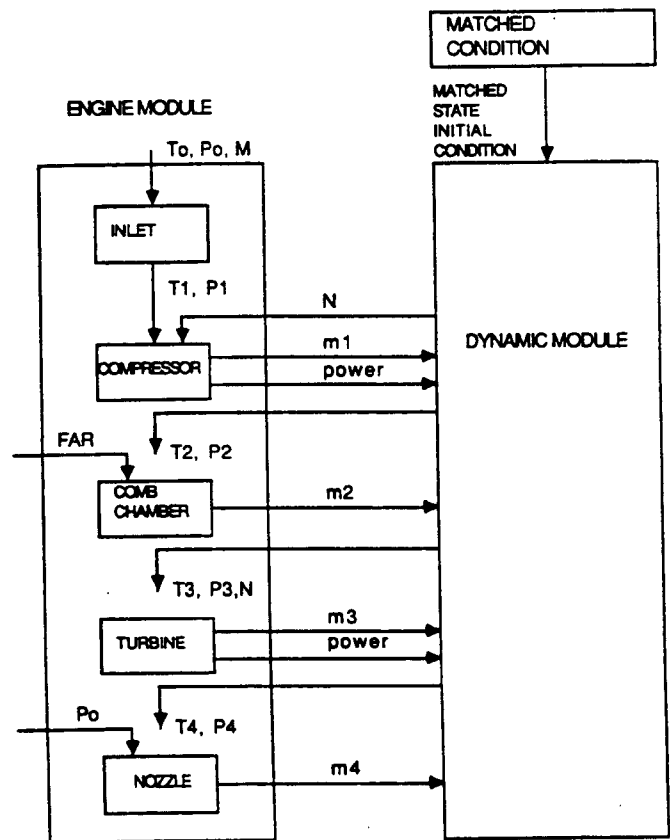 MATCHED
CONDITION
MATCHED
STATE
INITIAL
CONDITION
ENGINE MODULE
To, Po, M
INLET
T1, P1
N
COMPRESSOR
m1
power
DYNAMIC MODULE
FAR
T2, P2
COMB
CHAMBER
m2
T3, P3,N
TURBINE
m3
power
Po
T4, P4
NOZZLE
m4